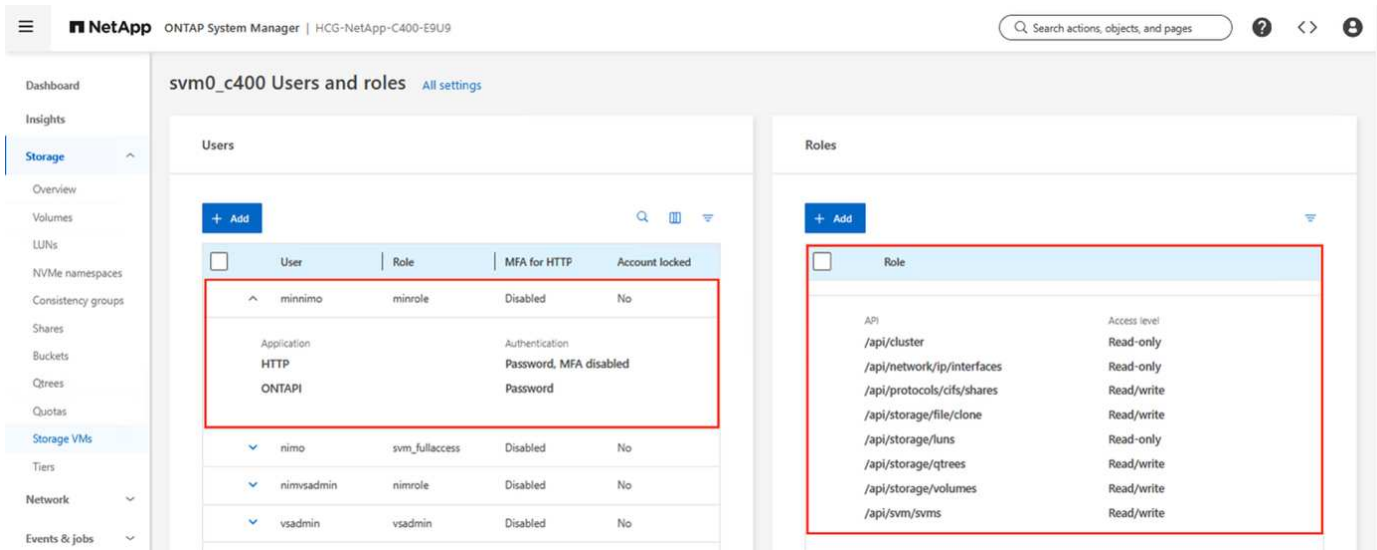 NetApp ONTAP System Manager | HCG-NetApp-C400-E9U9
Search actions, objects, and pages
Dashboard
Insights
Storage
Overview
Volumes
LUNs
NVMe namespaces
Consistency groups
Shares
Buckets
Qtrees
Quotas
Storage VMs
Tiers
Network
Events & jobs
svm0_c400 Users and roles All settings
Users
+ Add
User Role MFA for HTTP Account locked
minnimo minrole Disabled No
Application Authentication
HTTP Password, MFA disabled
ONTAPI Password
nimo svm_fullaccess Disabled No
nimvsadmin nimrole Disabled No
vsadmin vsadmin Disabled No
Roles
+ Add
Role
API Access level
/api/cluster Read-only
/api/network/ip/interfaces Read-only
/api/protocols/cifs/shares Read/write
/api/storage/file/clone Read/write
/api/storage/luns Read-only
/api/storage/qtrees Read/write
/api/storage/volumes Read/write
/api/svm/svms Read/write